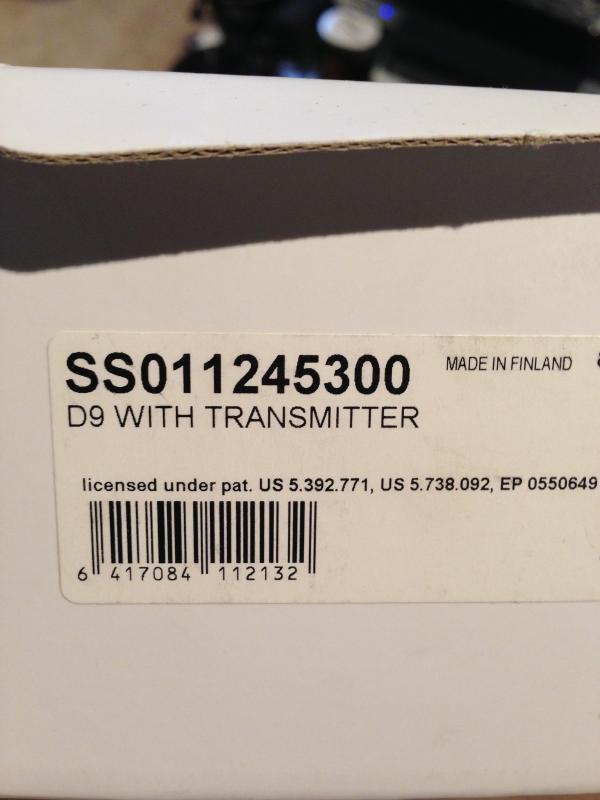 SS011245300
MADE IN FINLAND
D9 WITH TRANSMITTER
licensed under pat. US 5.392.771, US 5.738.092, EP 0550649
6 417084 112132